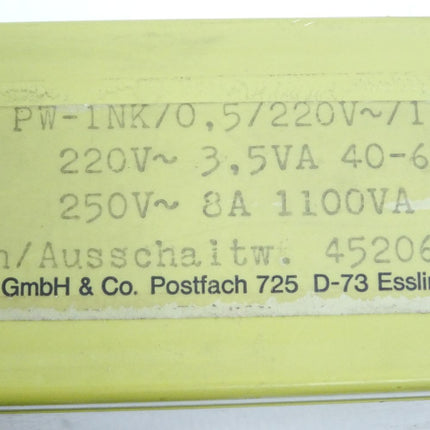 PW-1NK/0,5/220V~/1
220V~ 3,5VA 40-6
250V~ 8A 1100VA
n/Ausschaltw. 45206
GmbH & Co. Postfach 725 D-73 Essli